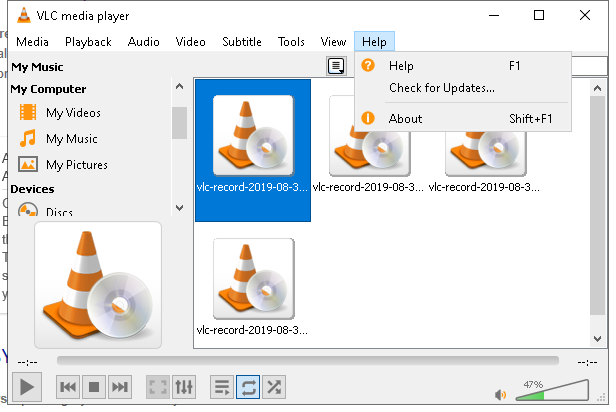 VLC media player
Media Playback Audio Video Subtitle Tools View Help
My Music
My Computer
My Videos
My Music
My Pictures
Devices
Discs
Help F1
Check for Updates...
About Shift+F1
vlc-record-2019-08-3... vlc-record-2019-08-3... vlc-record-2019-08-3...
vlc-record-2019-08-3...
--:-- --:--
47%